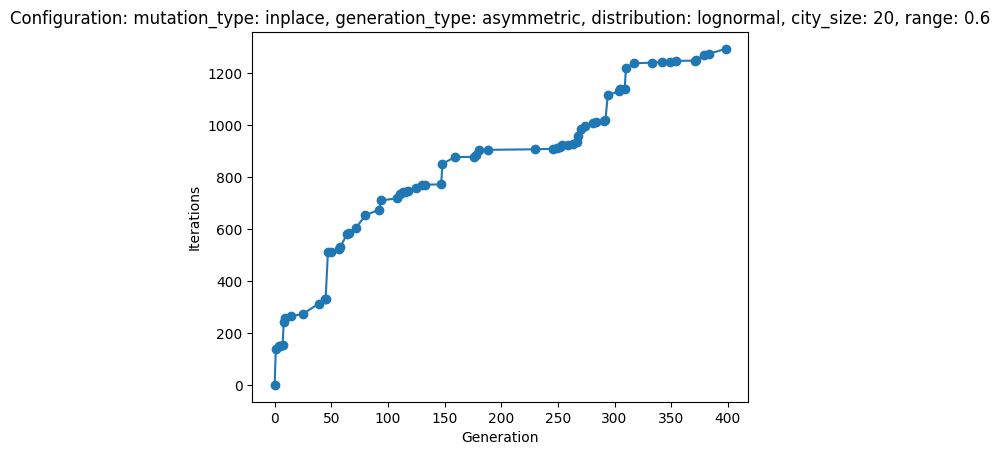 Configuration: mutation_type: inplace, generation_type: asymmetric, distribution: lognormal, city_size: 20, range: 0.6
1200
1000
800
600
400
200
0
Iterations
0 50 100 150 200 250 300 350 400
Generation